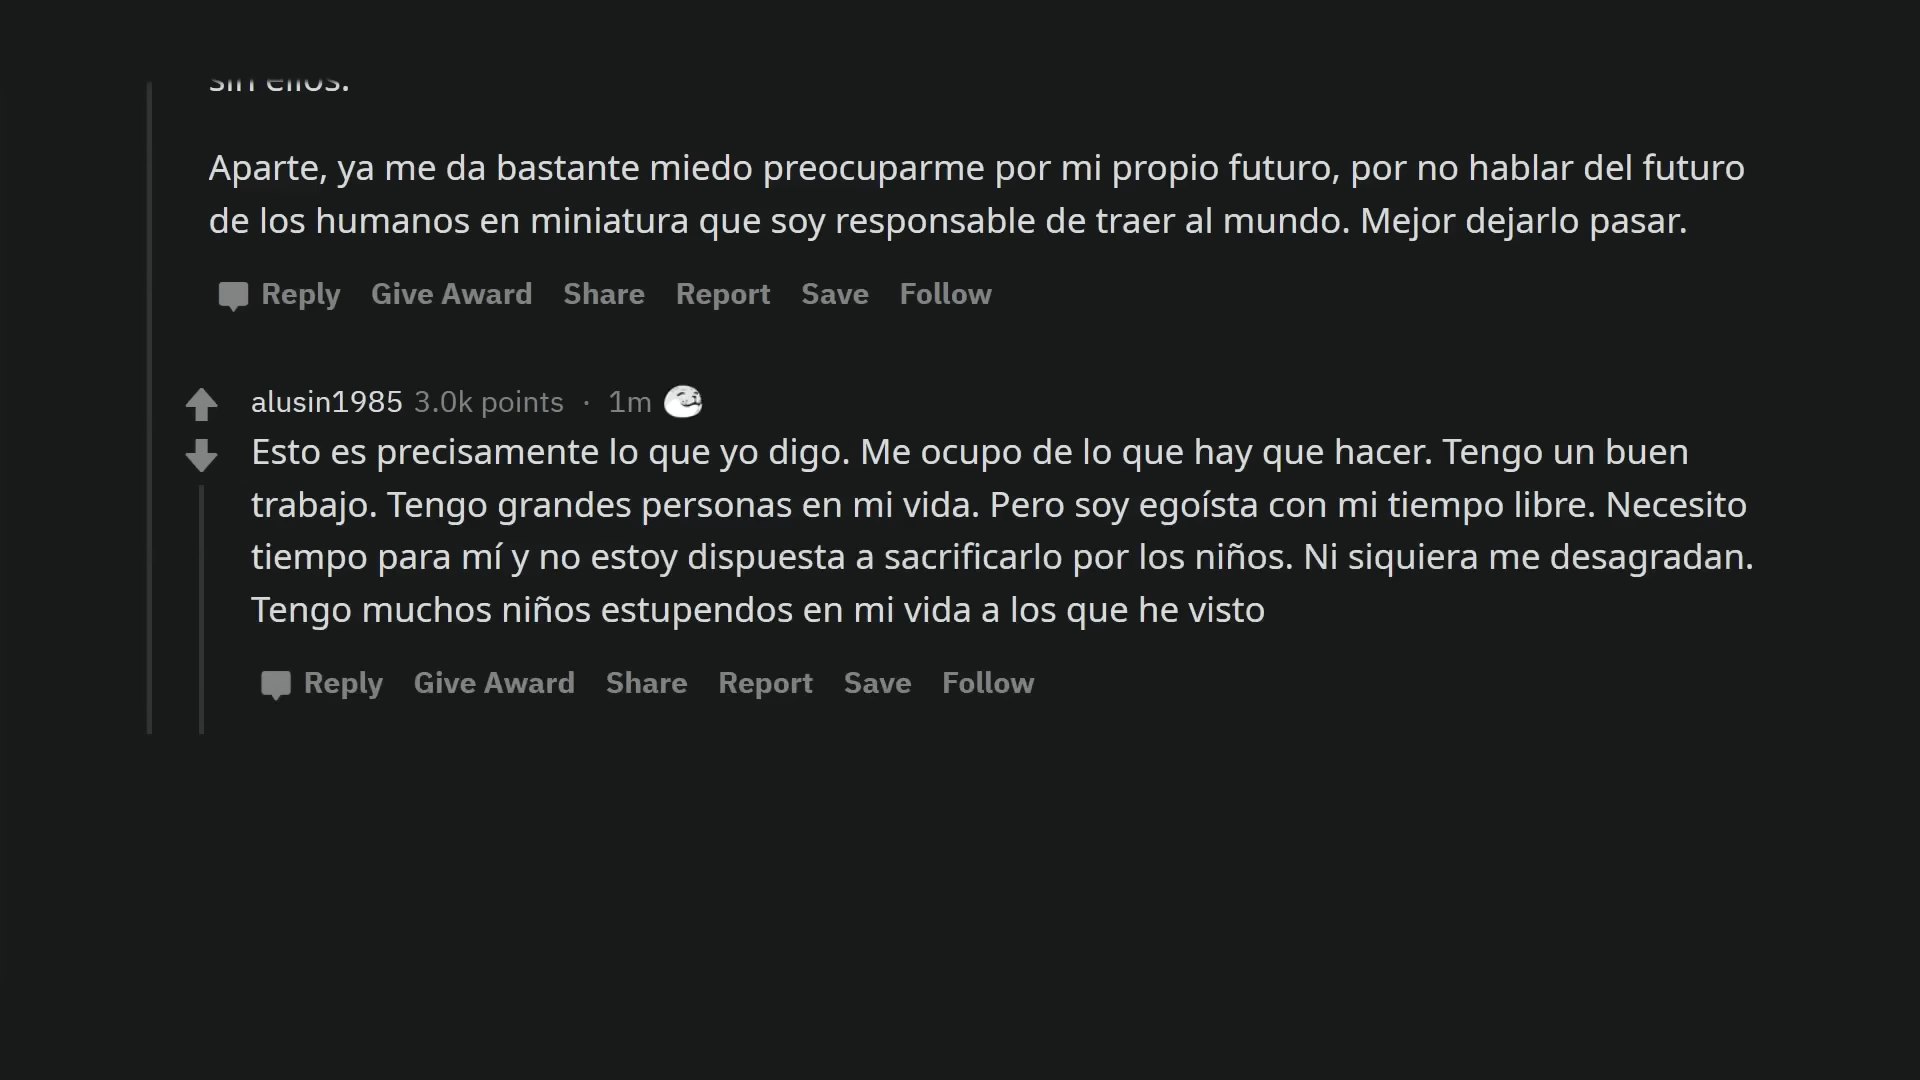 sin ellos.
Aparte, ya me da bastante miedo preocuparme por mi propio futuro, por no hablar del futuro
de los humanos en miniatura que soy responsable de traer al mundo. Mejor dejarlo pasar.
Reply Give Award Share Report Save Follow
alusin1985 3.0k points · 1m
Esto es precisamente lo que yo digo. Me ocupo de lo que hay que hacer. Tengo un buen
trabajo. Tengo grandes personas en mi vida. Pero soy egoísta con mi tiempo libre. Necesito
tiempo para mí y no estoy dispuesta a sacrificarlo por los niños. Ni siquiera me desagradan.
Tengo muchos niños estupendos en mi vida a los que he visto
Reply Give Award Share Report Save Follow